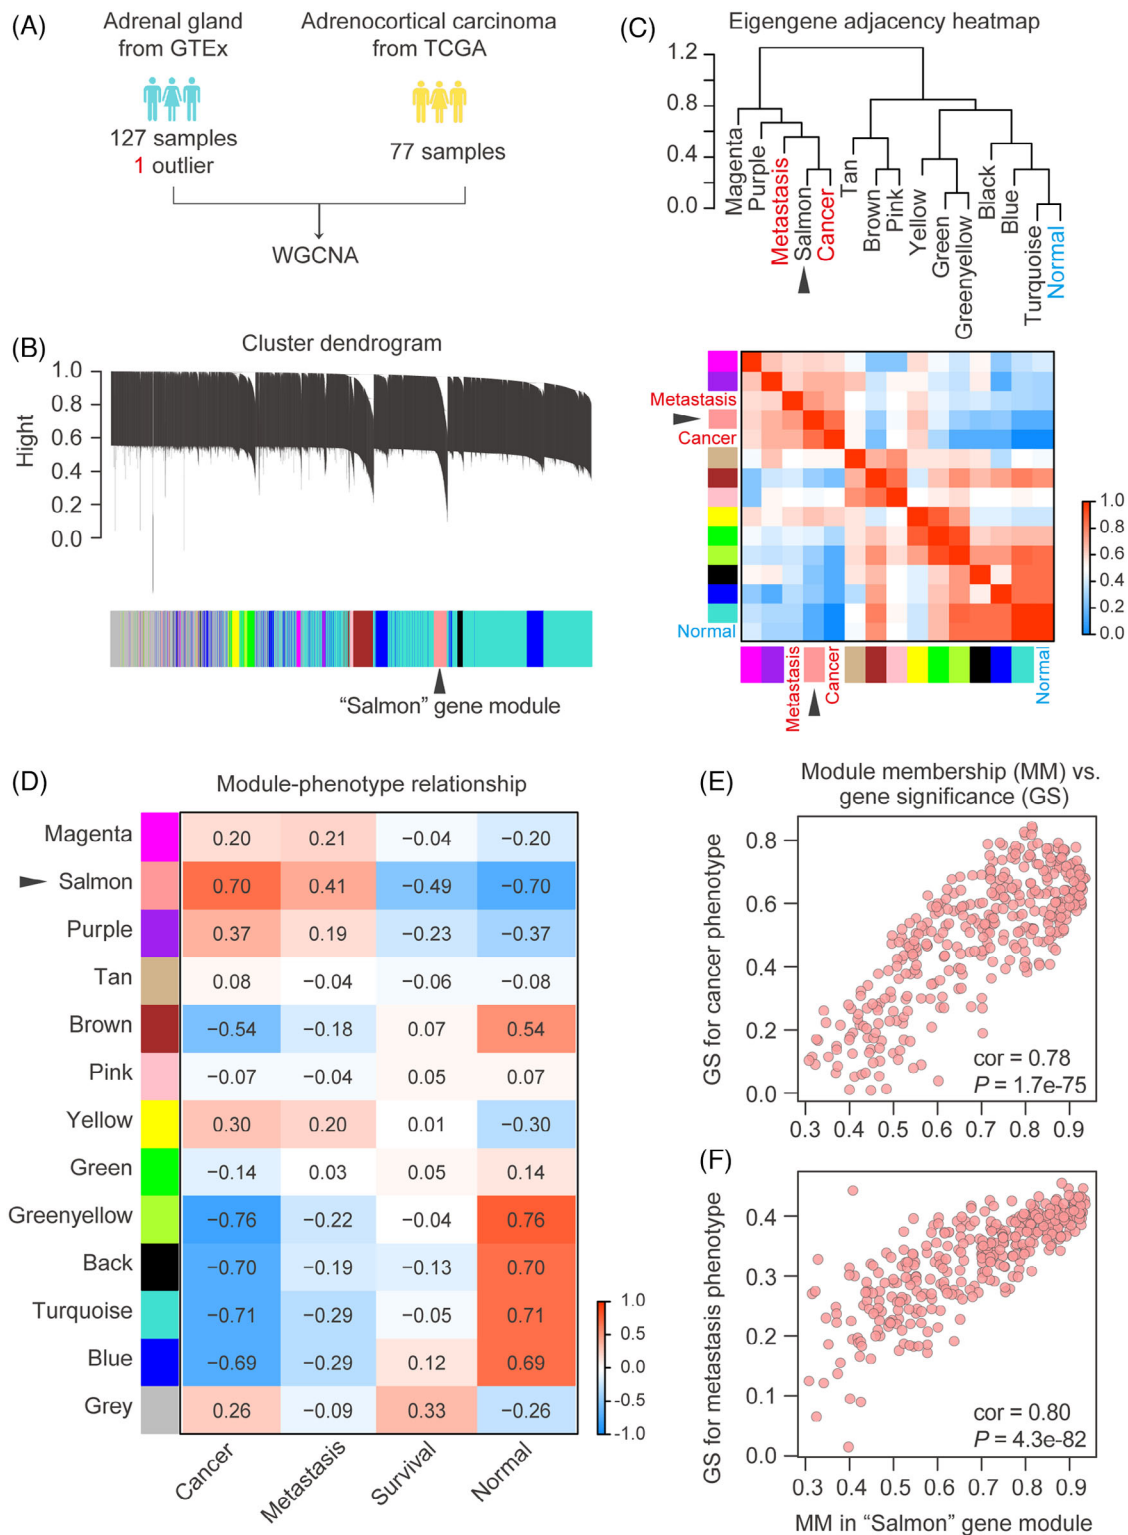 (A)
Adrenal gland
from GTEx
127 samples
1 outlier
Adrenocortical carcinoma
from TCGA
77 samples
WGCNA
(B)
Cluster dendrogram
Hight
1.0
0.8
0.6
0.4
0.2
0.0
“Salmon” gene module
(C)
Eigengene adjacency heatmap
1.2
0.8
0.4
0.0
Magenta
Purple
Metastasis
Salmon
Cancer
Tan
Brown
Pink
Yellow
Green
Greenyellow
Black
Blue
Turquoise
Normal
Metastasis
Cancer
Normal
Metastasis
Cancer
Normal
1.0
0.8
0.6
0.4
0.2
0.0
(D)
Module-phenotype relationship
Magenta 0.20 0.21 −0.04 −0.20
Salmon 0.70 0.41 −0.49 −0.70
Purple 0.37 0.19 −0.23 −0.37
Tan 0.08 −0.04 −0.06 −0.08
Brown −0.54 −0.18 0.07 0.54
Pink −0.07 −0.04 0.05 0.07
Yellow 0.30 0.20 0.01 −0.30
Green −0.14 0.03 0.05 0.14
Greenyellow −0.76 −0.22 −0.04 0.76
Back −0.70 −0.19 −0.13 0.70
Turquoise −0.71 −0.29 −0.05 0.71
Blue −0.69 −0.29 0.12 0.69
Grey 0.26 −0.09 0.33 −0.26
Cancer Metastasis Survival Normal
1.0
0.5
0.0
-0.5
-1.0
(E)
Module membership (MM) vs.
gene significance (GS)
GS for cancer phenotype
0.8
0.6
0.4
0.2
0.0
cor = 0.78
P = 1.7e-75
0.3 0.4 0.5 0.6 0.7 0.8 0.9
(F)
GS for metastasis phenotype
0.4
0.3
0.2
0.1
0.0
cor = 0.80
P = 4.3e-82
0.3 0.4 0.5 0.6 0.7 0.8 0.9
MM in “Salmon” gene module